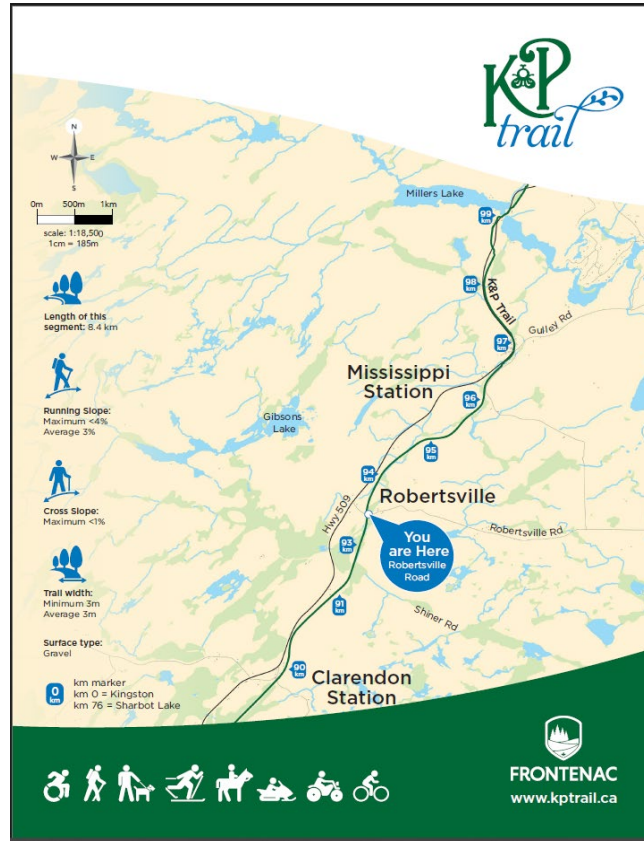 K&P
trail
N
W E
S
0m 500m 1km
scale: 1:18,500
1cm = 185m
Length of this
segment: 8.4 km
Running Slope:
Maximum <4%
Average 3%
Cross Slope:
Maximum <1%
Trail width:
Minimum 3m
Average 3m
Surface type:
Gravel
0
km
km marker
km 0 = Kingston
km 76 = Sharbot Lake
Millers Lake
99
km
98
km
K&P Trail
Gulley Rd
97
km
Mississippi
Station
96
km
Gibsons
Lake
95
km
94
km
Robertsville
Hwy 509
Robertsville Rd
You
are Here
Robertsville
Road
93
km
91
km
Shiner Rd
90
km
Clarendon
Station
FRONTENAC
www.kptrail.ca